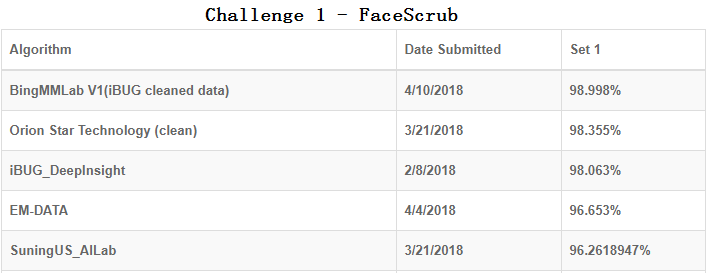 Challenge 1 - FaceScrub
Algorithm Date Submitted Set 1
BingMMLab V1(iBUG cleaned data) 4/10/2018 98.998%
Orion Star Technology (clean) 3/21/2018 98.355%
iBUG_DeepInsight 2/8/2018 98.063%
EM-DATA 4/4/2018 96.653%
SuningUS_AILab 3/21/2018 96.2618947%